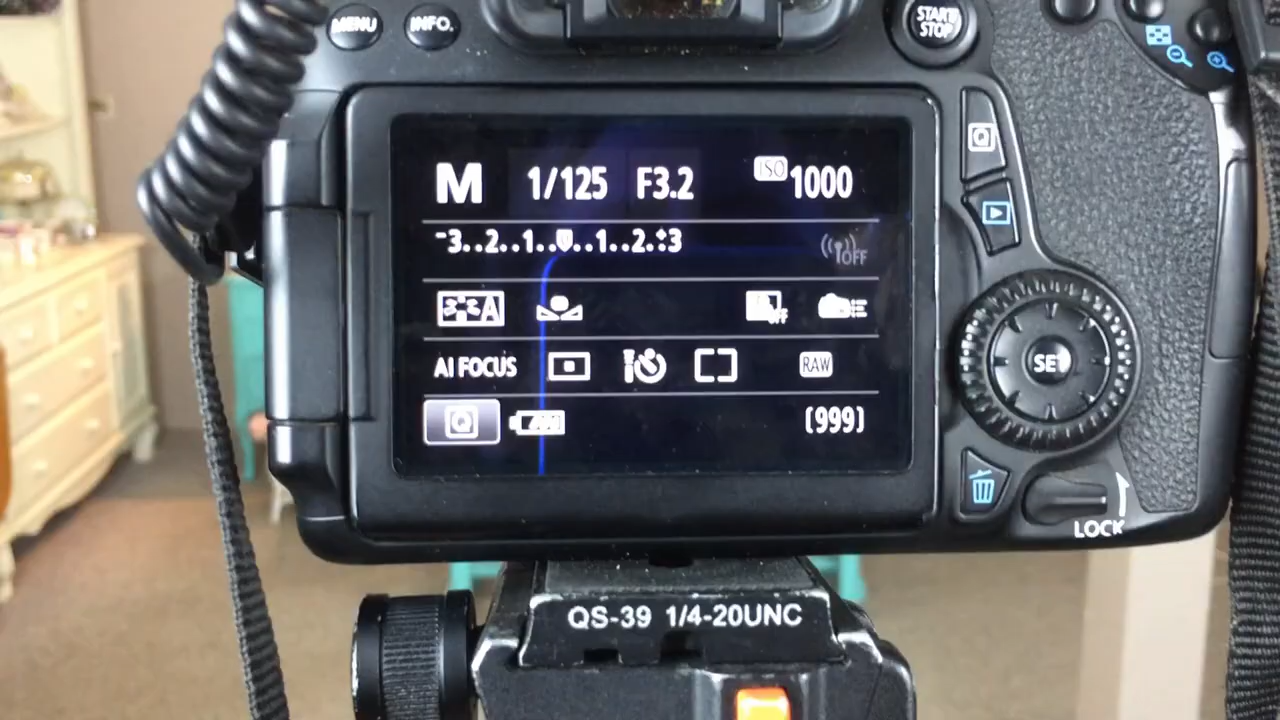 MENU INFO. START/STOP
M 1/125 F3.2 ISO 1000
-3..2..1..0..1..2.:+3
OFF
A OFF
AI FOCUS RAW
Q [999]
Q
SET
LOCK
QS-39 1/4-20UNC